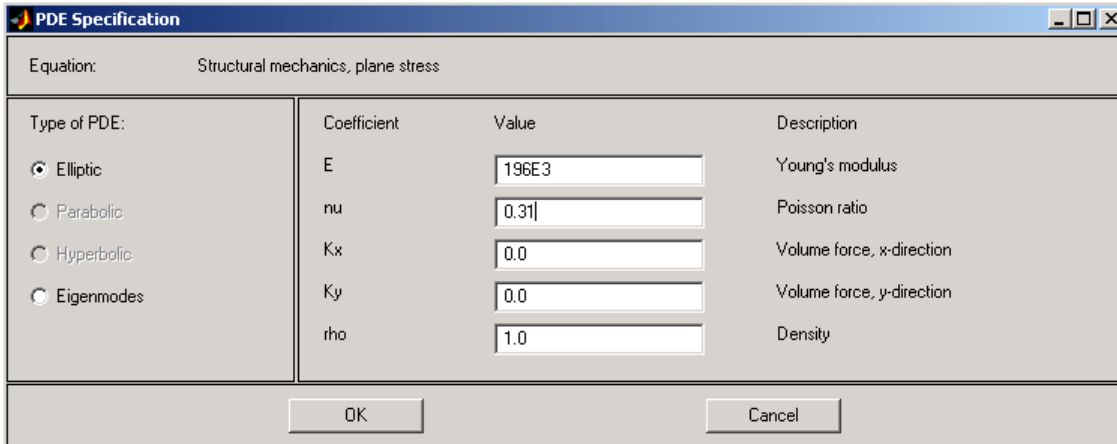 PDE Specification
Equation: Structural mechanics, plane stress
Type of PDE: Coefficient Value Description
Elliptic E 196E3 Young's modulus
Parabolic nu 0.31 Poisson ratio
Hyperbolic Kx 0.0 Volume force, x-direction
Eigenmodes Ky 0.0 Volume force, y-direction
rho 1.0 Density
OK Cancel